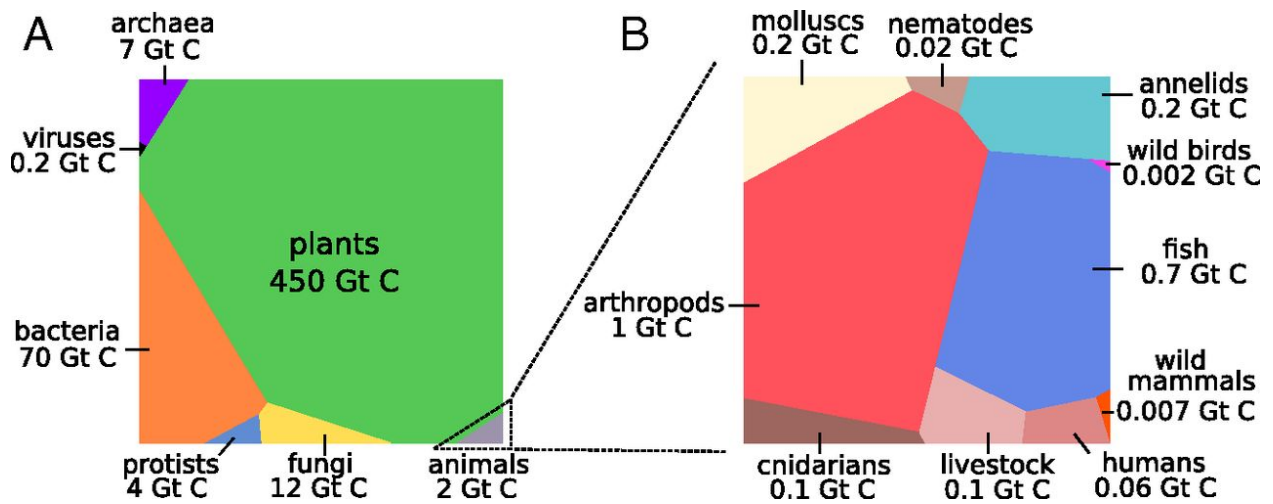 A
archaea
7 Gt C
viruses
0.2 Gt C
plants
450 Gt C
bacteria
70 Gt C
protists
4 Gt C
fungi
12 Gt C
animals
2 Gt C
B
molluscs
0.2 Gt C
nematodes
0.02 Gt C
annelids
0.2 Gt C
wild birds
0.002 Gt C
fish
0.7 Gt C
arthropods
1 Gt C
wild
mammals
0.007 Gt C
cnidarians
0.1 Gt C
livestock
0.1 Gt C
humans
0.06 Gt C